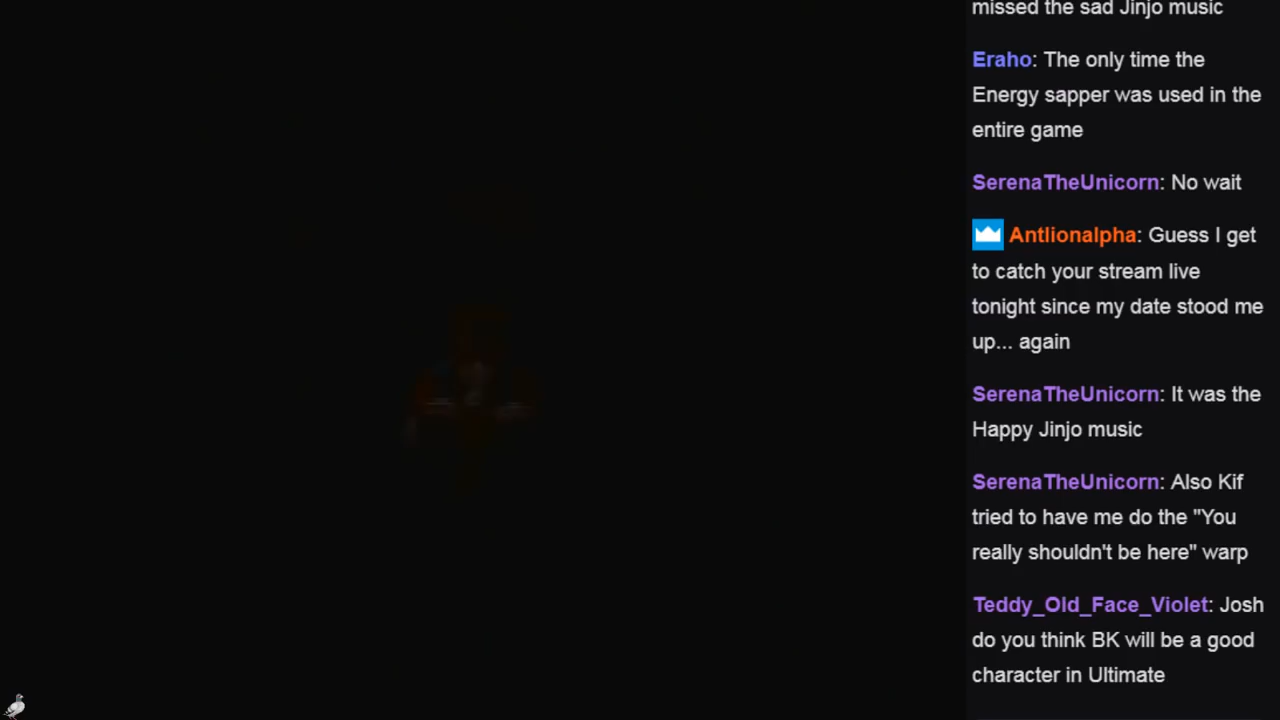 missed the sad Jinjo music
Eraho: The only time the
Energy sapper was used in the
entire game
SerenaTheUnicorn: No wait
Antlionalpha: Guess I get
to catch your stream live
tonight since my date stood me
up... again
SerenaTheUnicorn: It was the
Happy Jinjo music
SerenaTheUnicorn: Also Kif
tried to have me do the "You
really shouldn't be here" warp
Teddy_Old_Face_Violet: Josh
do you think BK will be a good
character in Ultimate